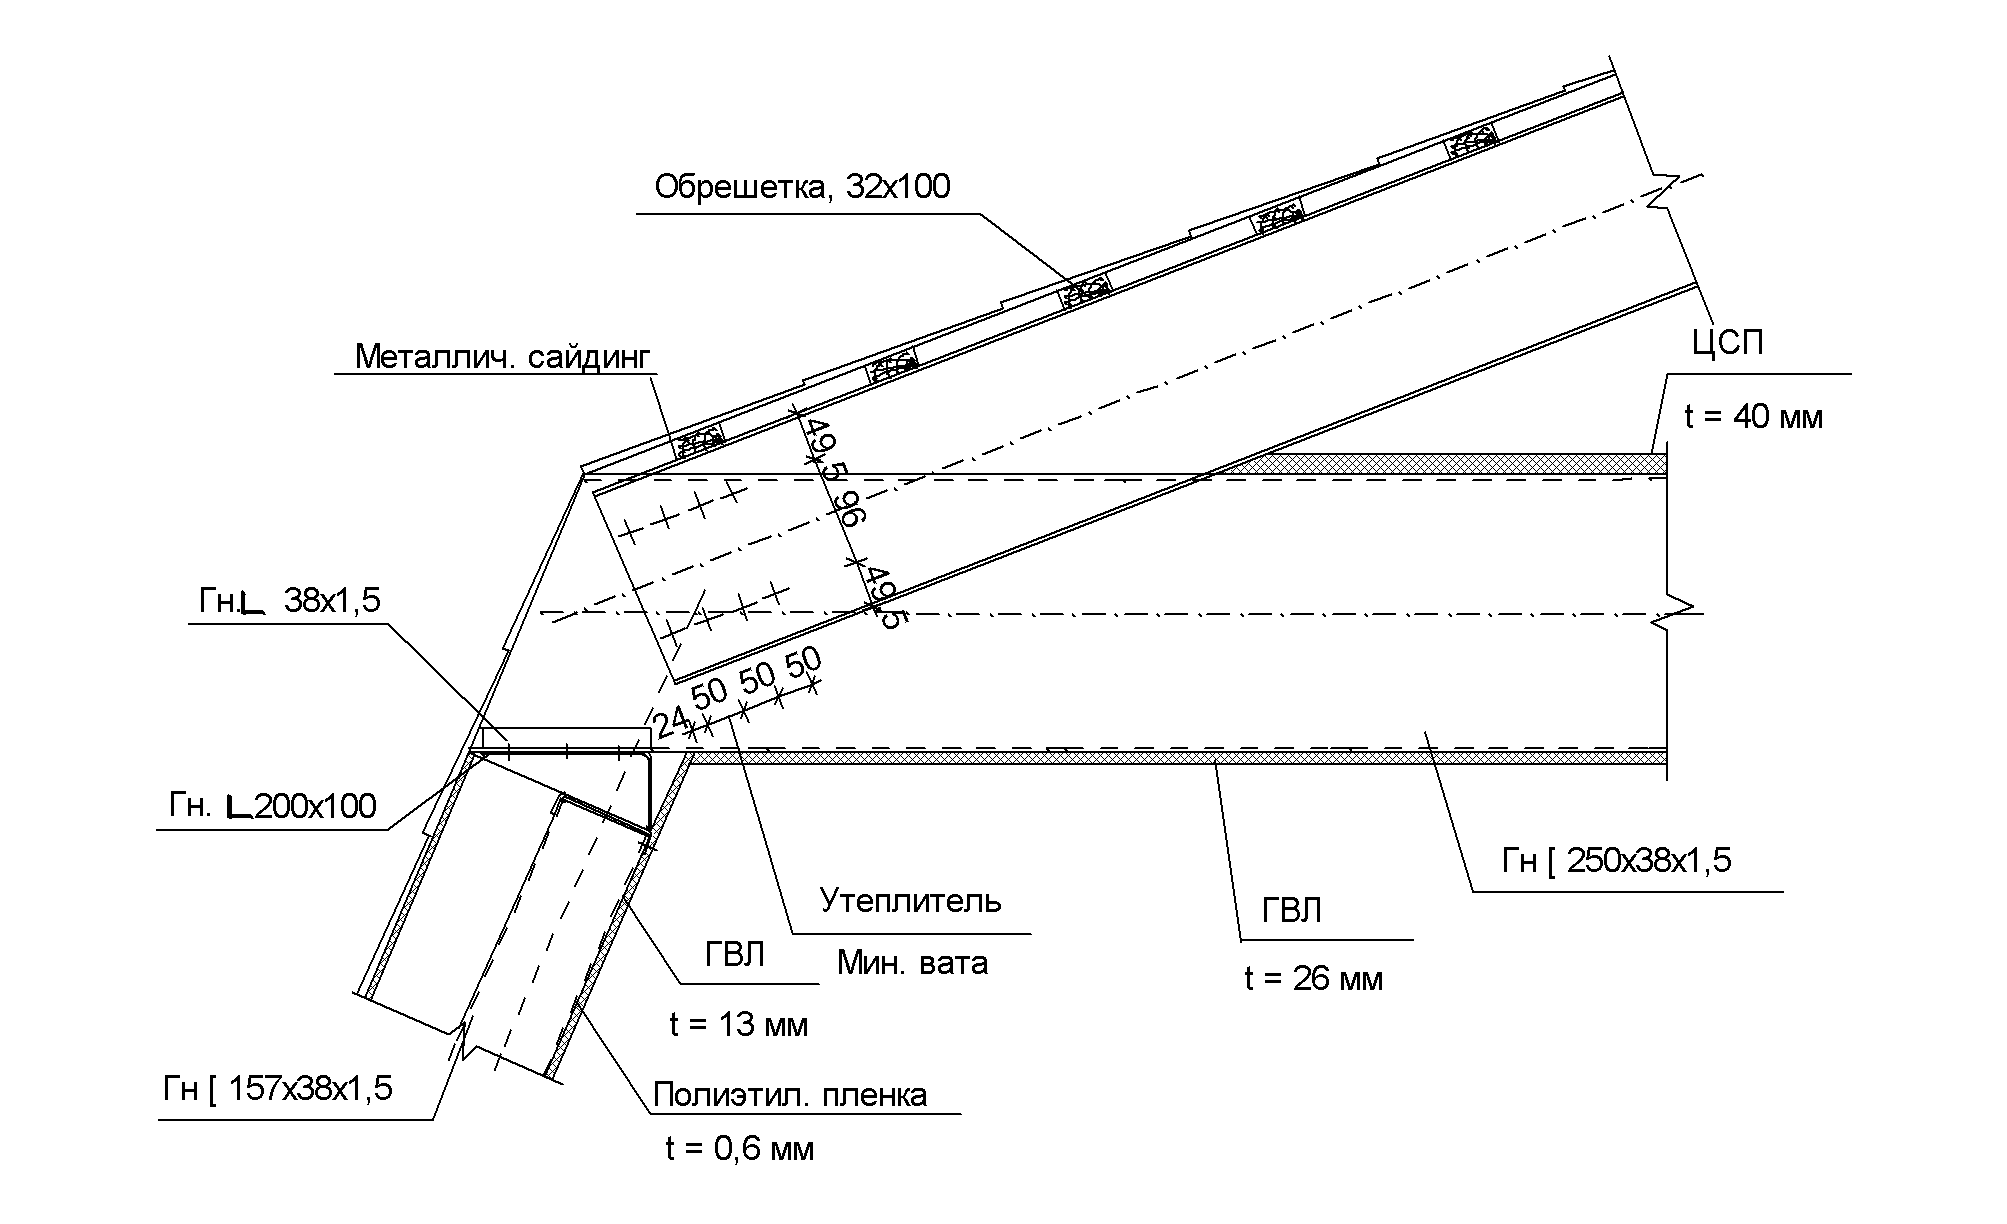 Обрешетка, 32х100
Металлич. сайдинг
ЦСП
t = 40 мм
49,5
96
49,5
Гн.L 38х1,5
24 50 50 50
Гн. L200х100
Гн [ 250х38х1,5
Утеплитель
Мин. вата
ГВЛ
t = 26 мм
ГВЛ
t = 13 мм
Гн [ 157х38х1,5
Полиэтил. пленка
t = 0,6 мм